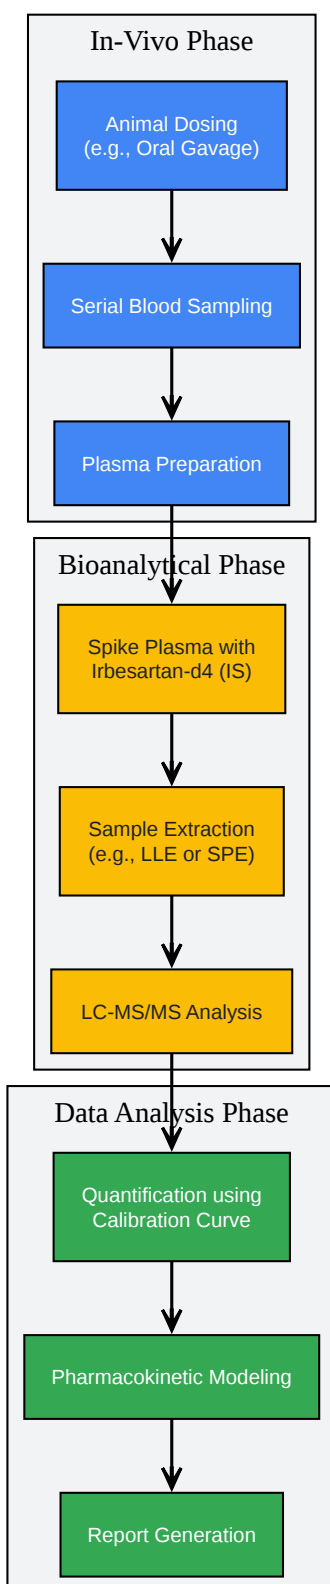 In-Vivo Phase
Animal Dosing
(e.g., Oral Gavage)
Serial Blood Sampling
Plasma Preparation
Bioanalytical Phase
Spike Plasma with
Irbesartan-d4 (IS)
Sample Extraction
(e.g., LLE or SPE)
LC-MS/MS Analysis
Data Analysis Phase
Quantification using
Calibration Curve
Pharmacokinetic Modeling
Report Generation